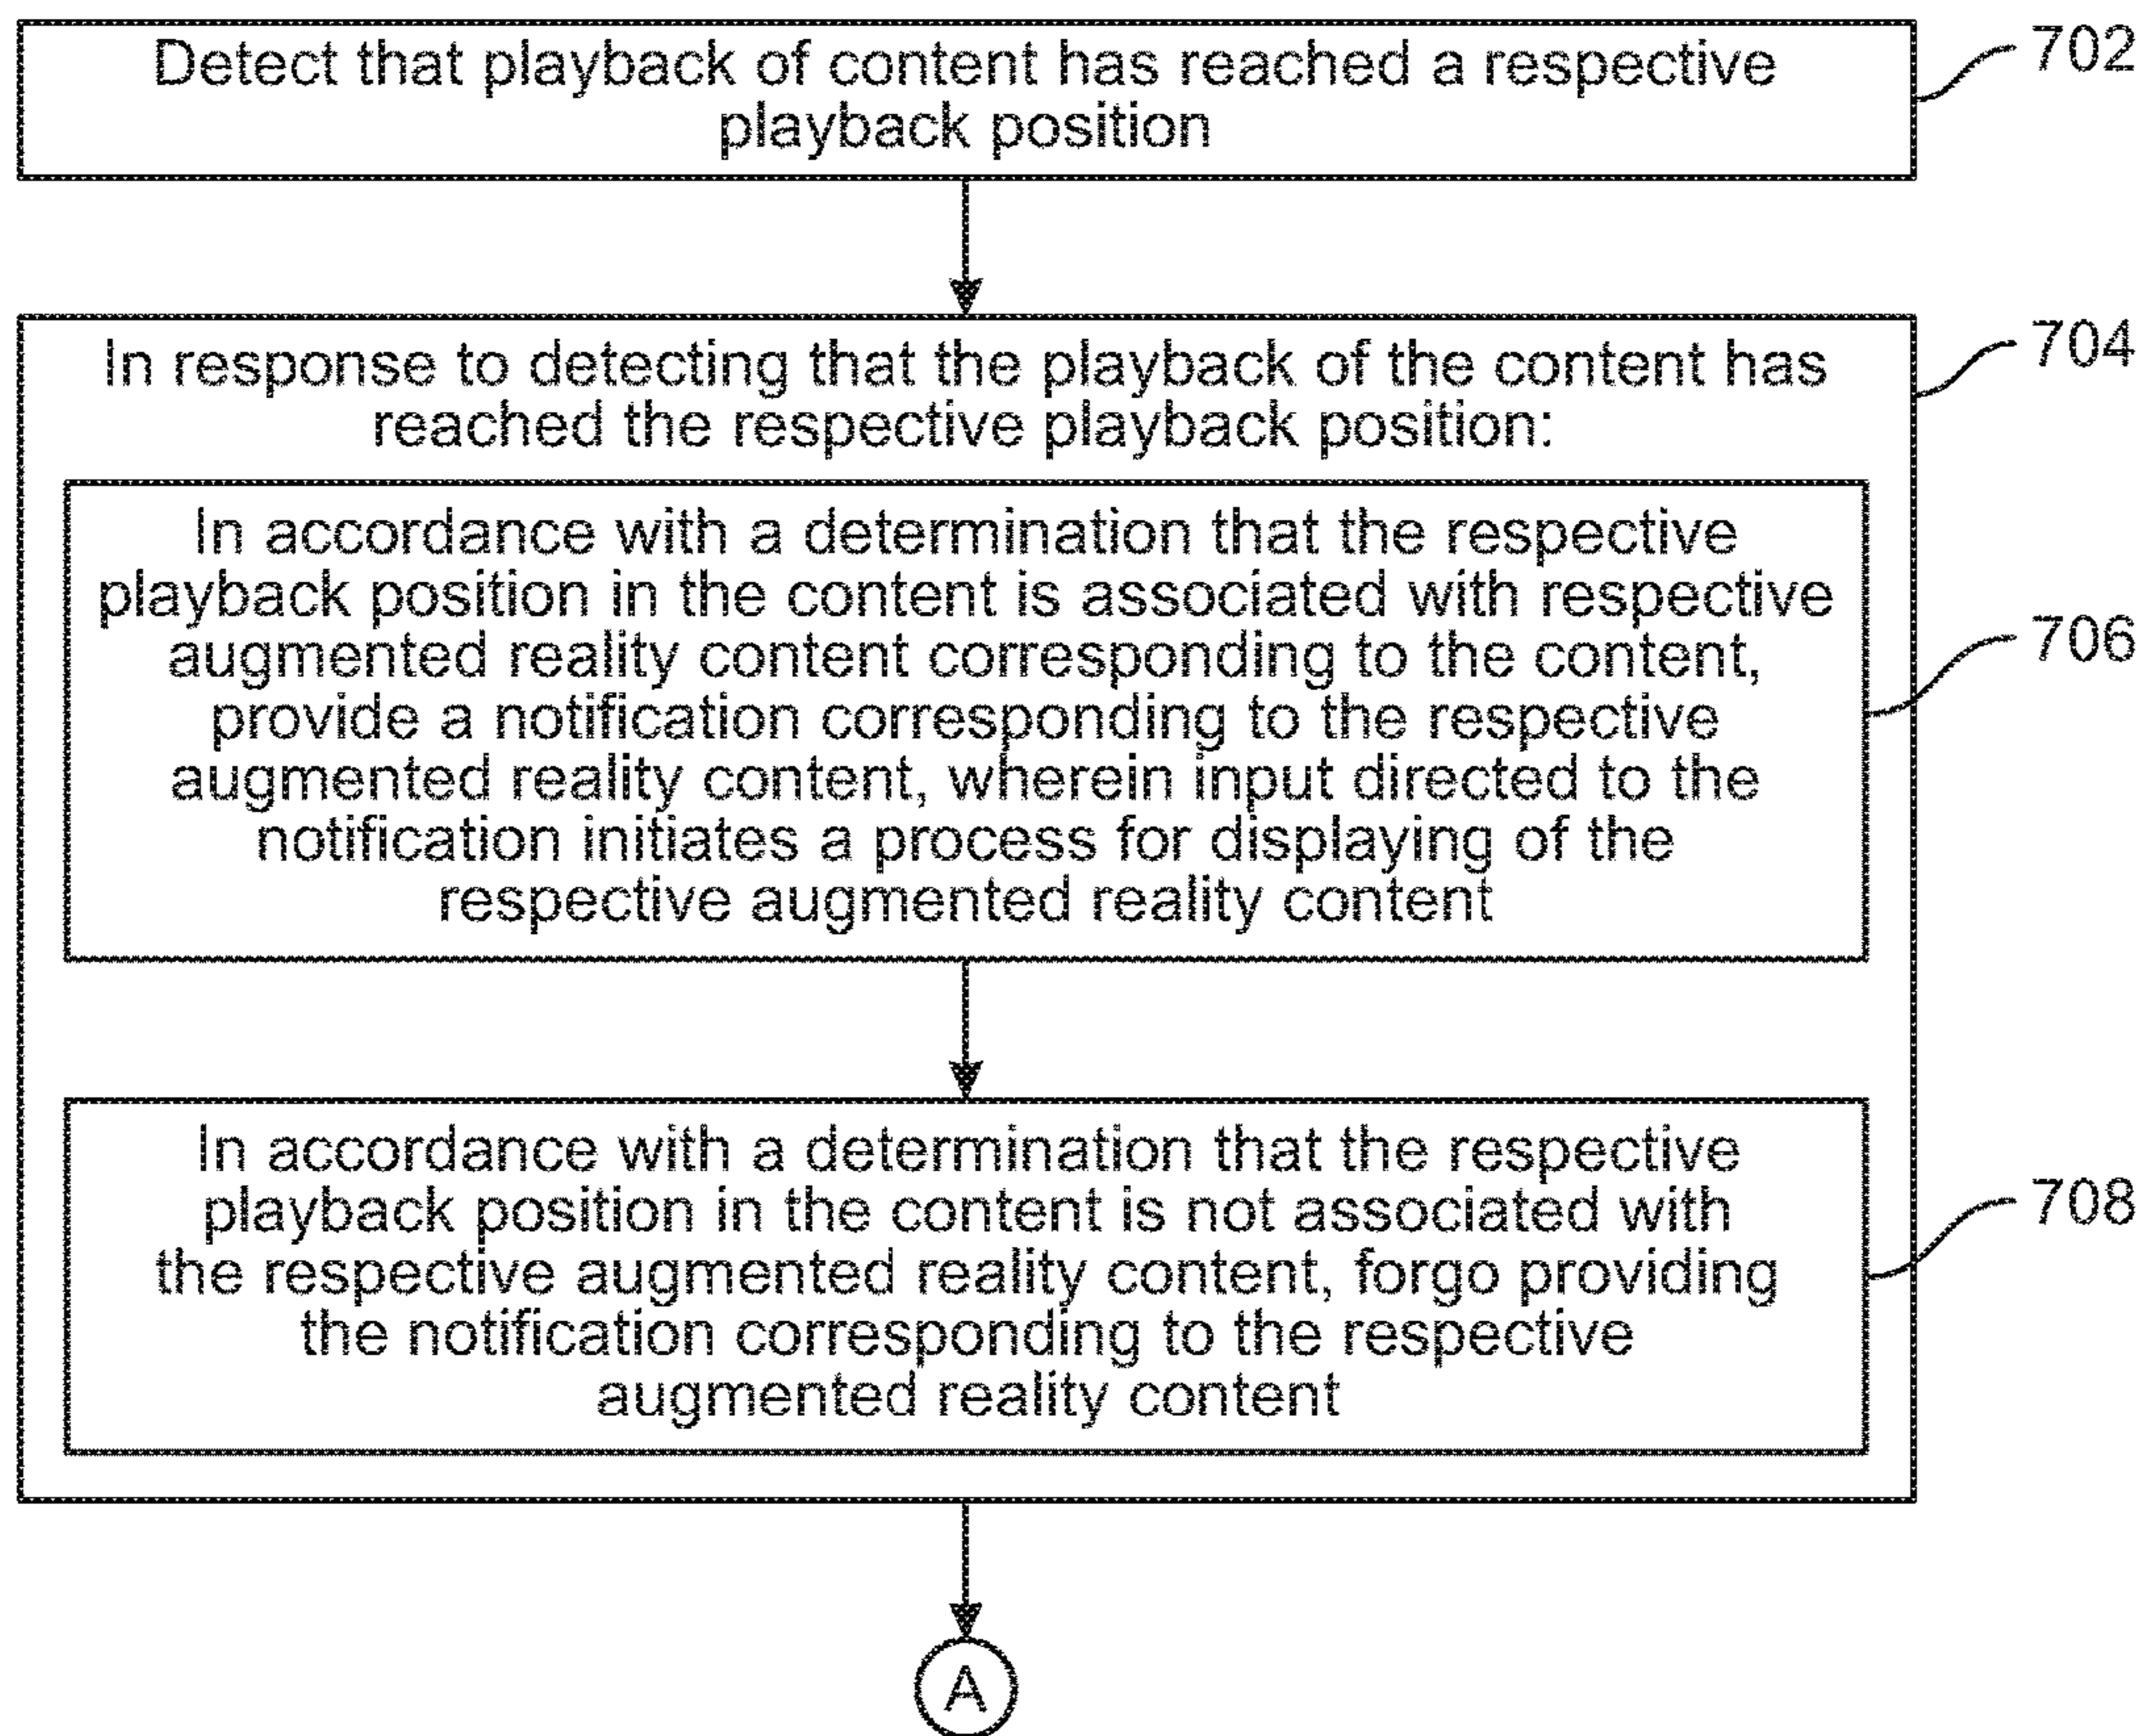 Detect that playback of content has reached a respective
playback position
702
In response to detecting that the playback of the content has
reached the respective playback position:
704
In accordance with a determination that the respective
playback position in the content is associated with respective
augmented reality content corresponding to the content,
provide a notification corresponding to the respective
augmented reality content, wherein input directed to the
notification initiates a process for displaying of the
respective augmented reality content
706
In accordance with a determination that the respective
playback position in the content is not associated with
the respective augmented reality content, forgo providing
the notification corresponding to the respective
augmented reality content
708
A